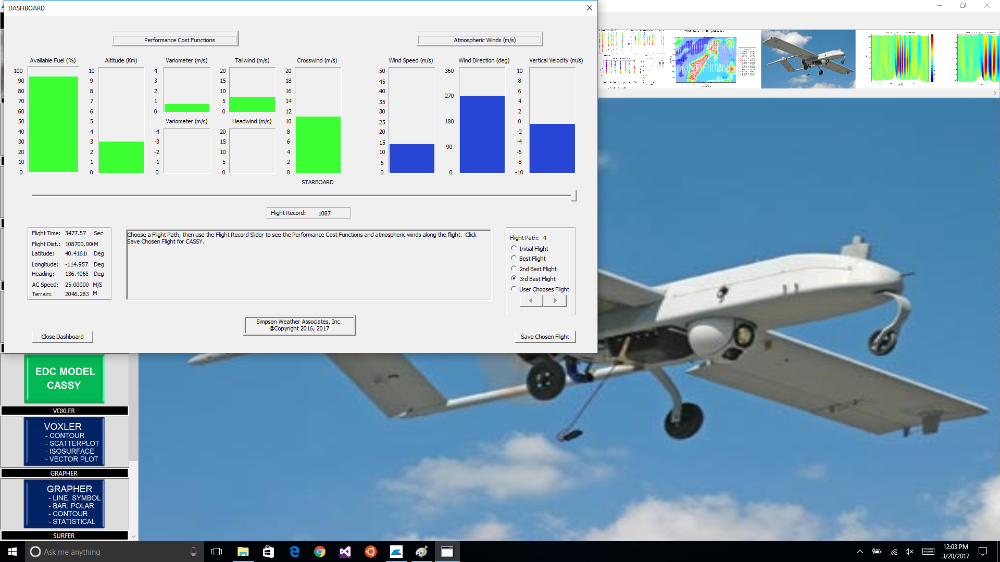 DASHBOARD
Performance Cost Functions
Atmospheric Winds (m/s)
WRF Terrain for Ruby Mountain
Available Fuel (%)
Altitude (Km)
Variometer (m/s)
Tailwind (m/s)
Crosswind (m/s)
Wind Speed (m/s)
Wind Direction (deg)
Vertical Velocity (m/s)
100 10 4 20 20 50 360 10
90 9 3 15 18 45 8
80 8 2 10 16 40 6
70 7 1 5 14 35 270 4
60 6 0 0 12 30 2
50 5 Variometer (m/s) Headwind (m/s) 10 25 180 0
40 4 -4 20 8 20 -2
30 3 -3 15 6 15 -4
20 2 -2 10 4 10 90 -6
10 1 -1 5 2 5 -8
0 0 0 0 0 0 0 -10
STARBOARD
Flight Record: 1087
Flight Time: 3477.57 Sec
Flight Dist.: 108700.00( M
Latitude: 40.4161 Deg
Longitude: -114.957 Deg
Heading: 136.4068 Deg
AC Speed: 25.00000 M/S
Terrain: 2046.283 M
Choose a Flight Path, then use the Flight Record Slider to see the Performance Cost Functions and atmospheric winds along the flight. Click
Save Chosen Flight for CASSY.
Flight Path: 4
Initial Flight
Best Flight
2nd Best Flight
3rd Best Flight
User Chooses Flight
Simpson Weather Associates, Inc.
@Copyright 2016, 2017
Close Dashboard
Save Chosen Flight
EDC MODEL
CASSY
VOXLER
VOXLER
- CONTOUR
- SCATTERPLOT
- ISOSURFACE
- VECTOR PLOT
GRAPHER
GRAPHER
- LINE, SYMBOL
- BAR, POLAR
- CONTOUR
- STATISTICAL
SURFER
Ask me anything
12:03 PM
3/20/2017